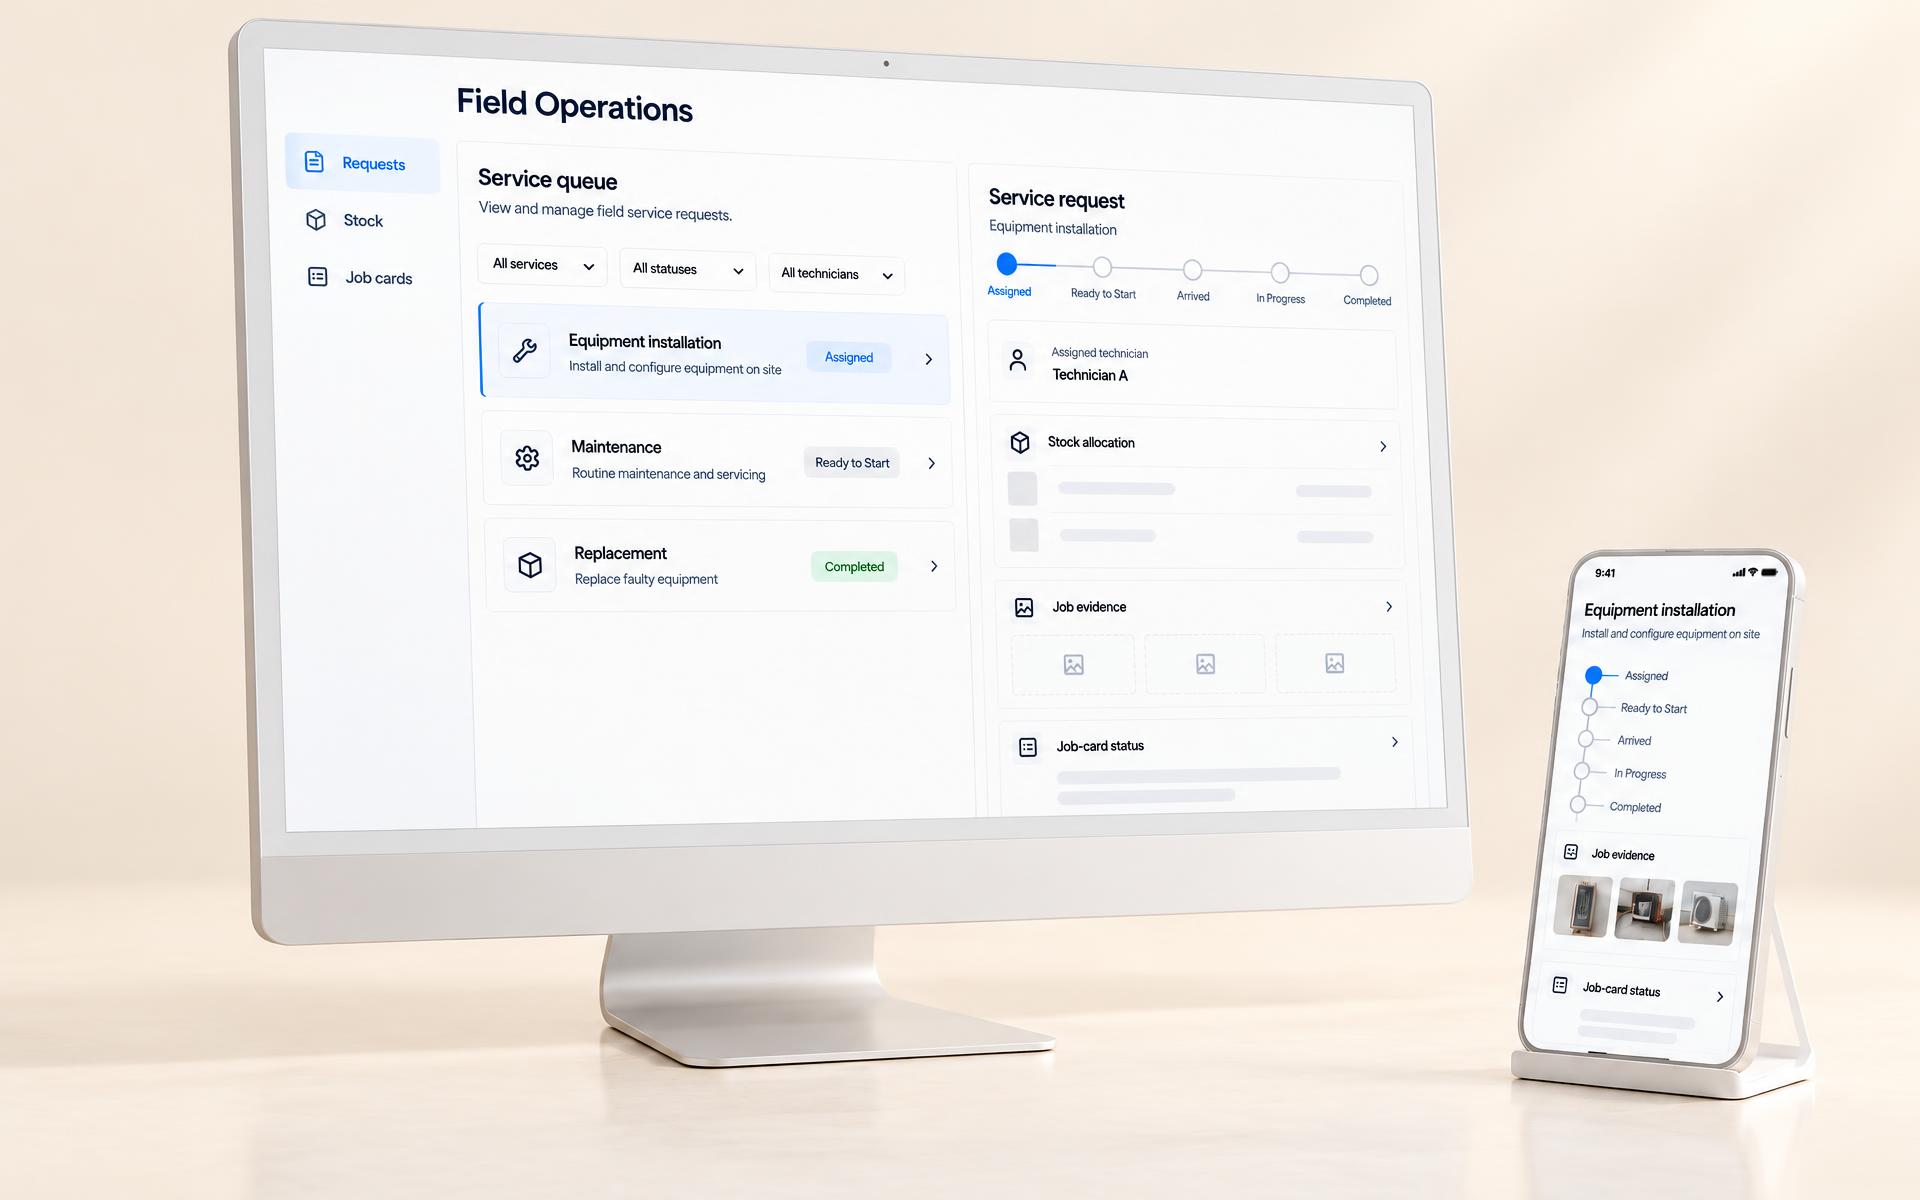 Field Operations
Requests
Stock
Job cards
Service queue
View and manage field service requests.
All services
All statuses
All technicians
Equipment installation
Install and configure equipment on site
Assigned
Maintenance
Routine maintenance and servicing
Ready to Start
Replacement
Replace faulty equipment
Completed
Service request
Equipment installation
Assigned
Ready to Start
Arrived
In Progress
Completed
Assigned technician
Technician A
Stock allocation
Job evidence
Job-card status
9:41
Equipment installation
Install and configure equipment on site
Assigned
Ready to Start
Arrived
In Progress
Completed
Job evidence
Job-card status